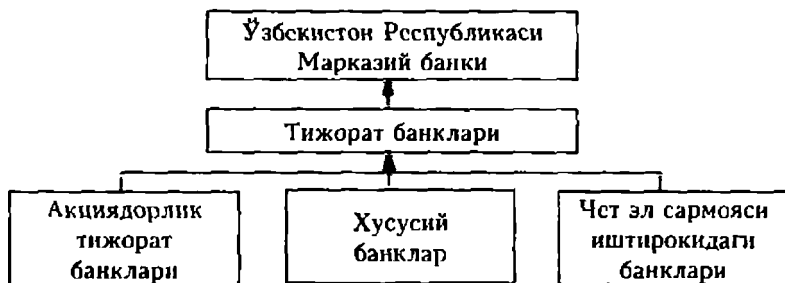 Ўзбекистон Республикаси
Марказий банки
Тижорат банклари
Акциядорлик
тижорат
банклари
Хусусий
банклар
Чет эл сармояси
иштирокидаги
банклари